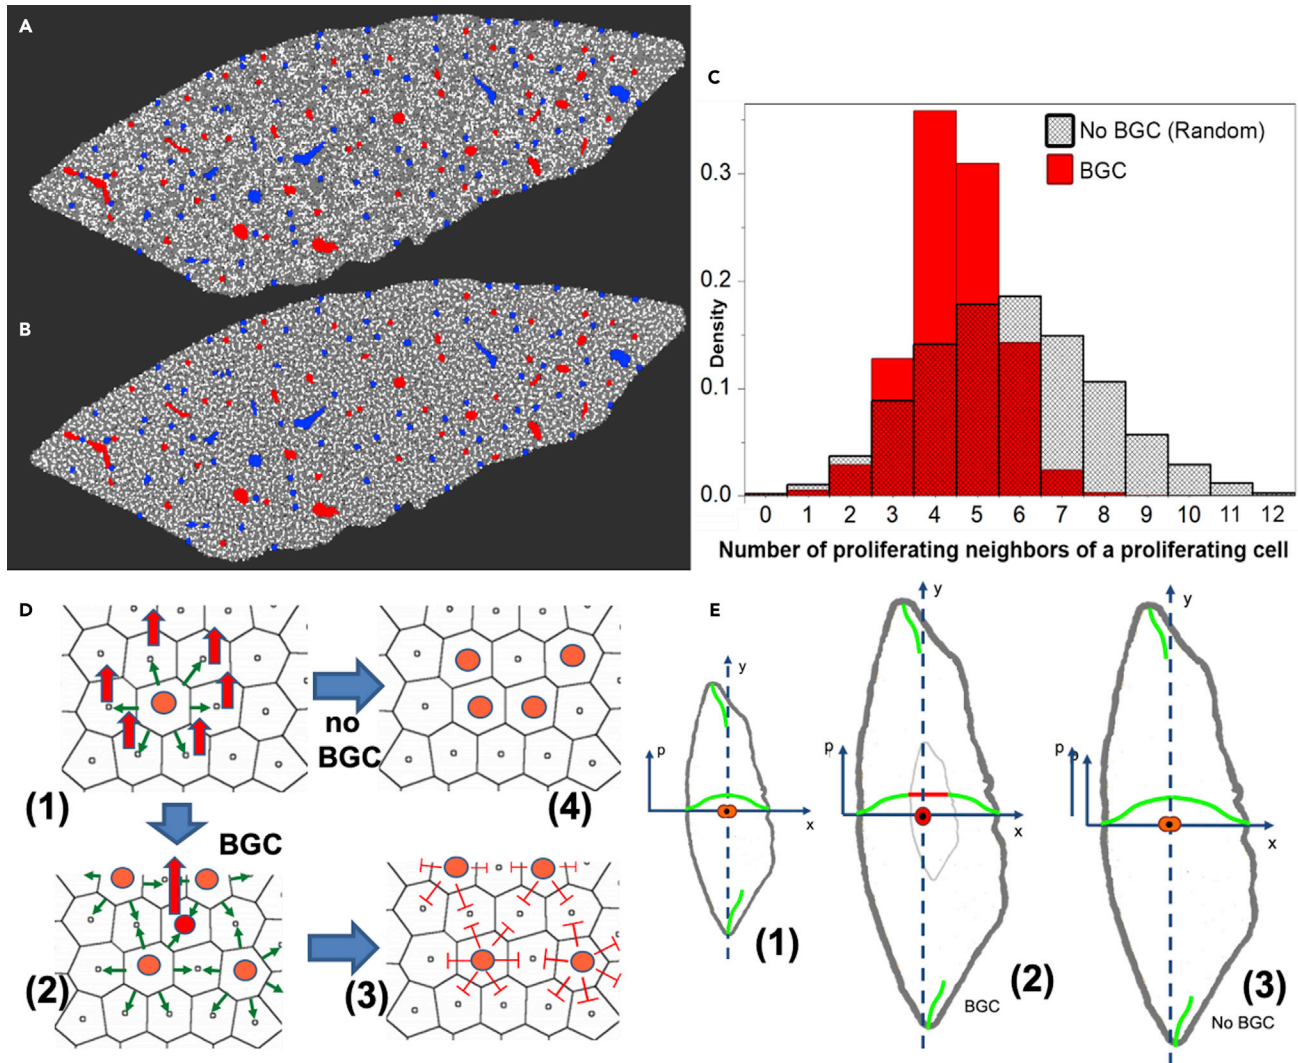 A
B
C
No BGC (Random)
BGC
0.3
0.2
0.1
0.0
Density
0 1 2 3 4 5 6 7 8 9 10 11 12
Number of proliferating neighbors of a proliferating cell
D
no
BGC
(1)
(4)
BGC
(2)
(3)
E
y
p
x
(1)
y
p
x
BGC
(2)
y
p
x
No BGC
(3)